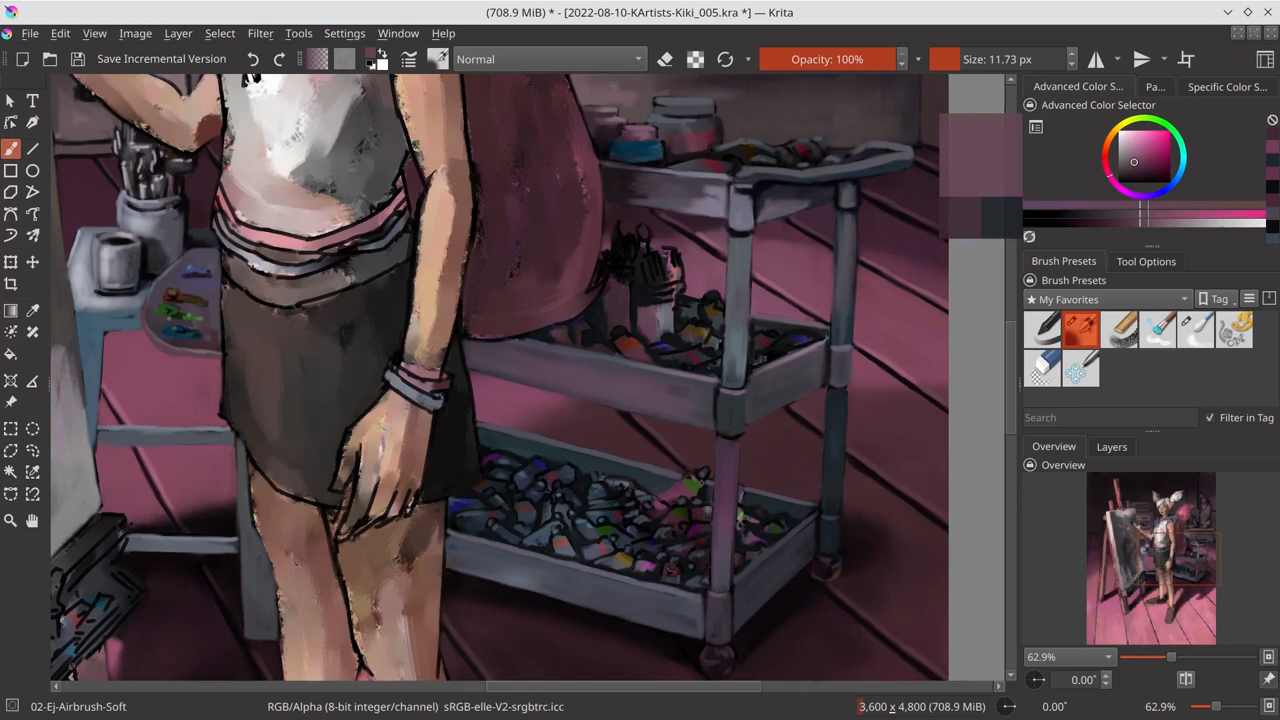 (708.9 MiB) * - [2022-08-10-KArtists-Kiki_005.kra *] — Krita
File Edit View Image Layer Select Filter Tools Settings Window Help
Save Incremental Version Normal Opacity: 100% Size: 11.73 px
Advanced Color S... Pa... Specific Color S...
Advanced Color Selector
Brush Presets Tool Options
Brush Presets
★ My Favorites Tag
Search Filter in Tag
Overview Layers
Overview
62.9%
0.00°
02-Ej-Airbrush-Soft RGB/Alpha (8-bit integer/channel) sRGB-elle-V2-srgbtrc.icc 3,600 x 4,800 (708.9 MiB) 0.00° 62.9%